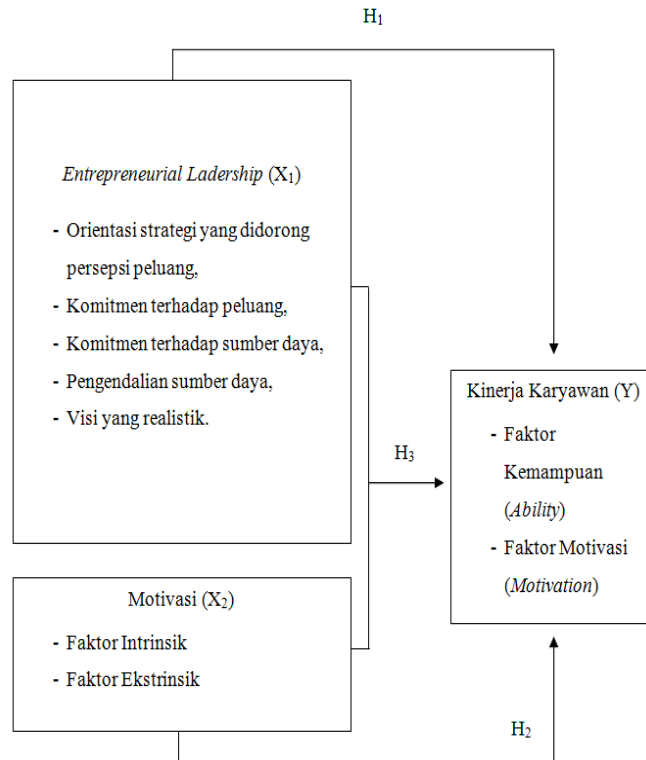 H₁
Entrepreneurial Ladership (X₁)
- Orientasi strategi yang didorong
persepsi peluang,
- Komitmen terhadap peluang,
- Komitmen terhadap sumber daya,
- Pengendalian sumber daya,
- Visi yang realistik.
H₃
Kinerja Karyawan (Y)
- Faktor
Kemampuan
(Ability)
- Faktor Motivasi
(Motivation)
Motivasi (X₂)
- Faktor Intrinsik
- Faktor Ekstrinsik
H₂